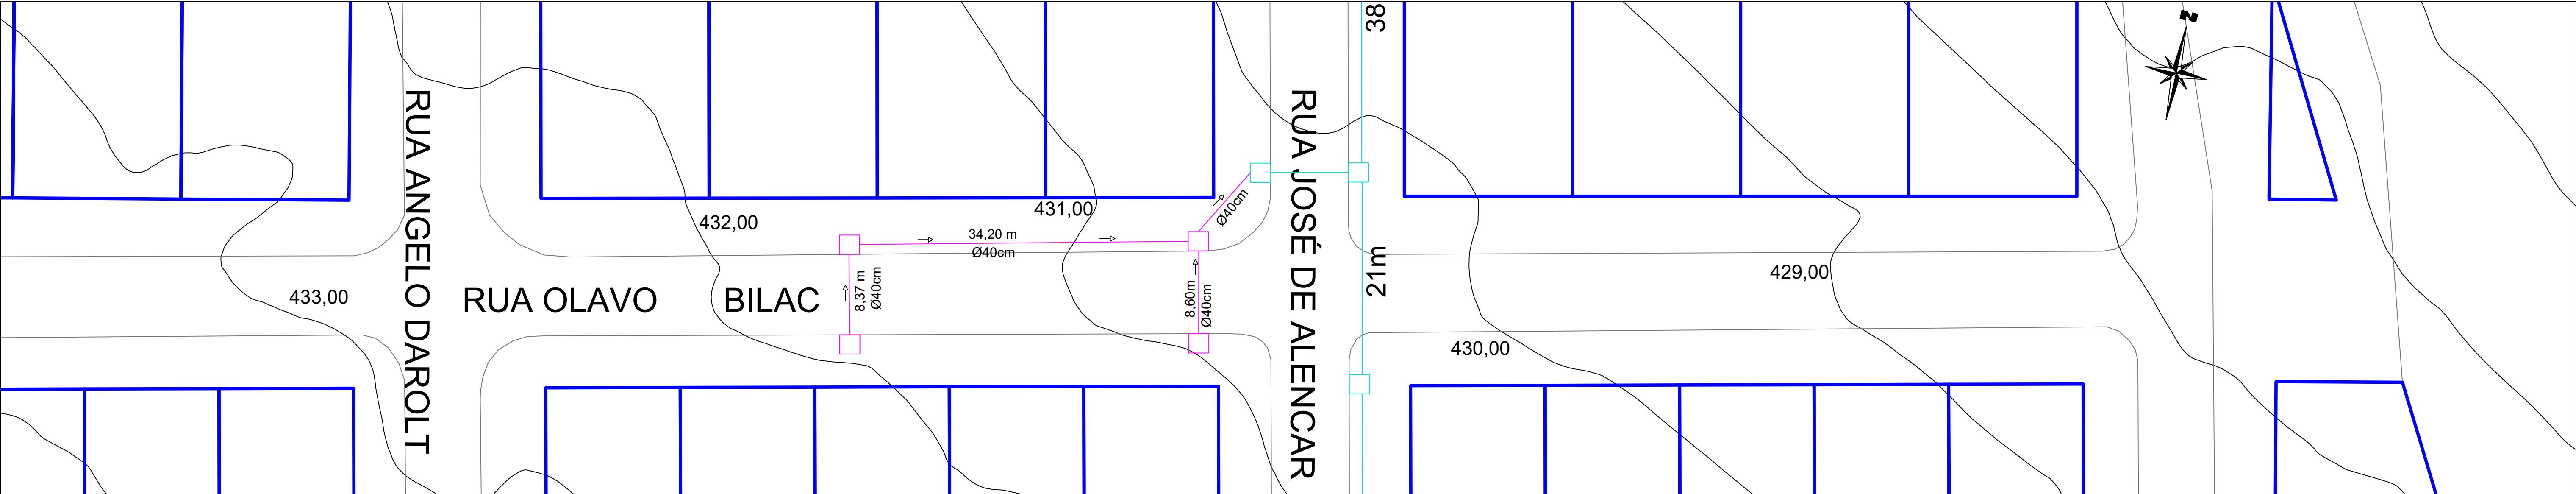 38
N
RUA ANGELO DAROLT
RUA JOSÉ DE ALENCAR
432,00
431,00
Ø40cm
34,20 m
Ø40cm
21m
429,00
433,00
RUA OLAVO BILAC
8,37 m
Ø40cm
8,60m
Ø40cm
430,00